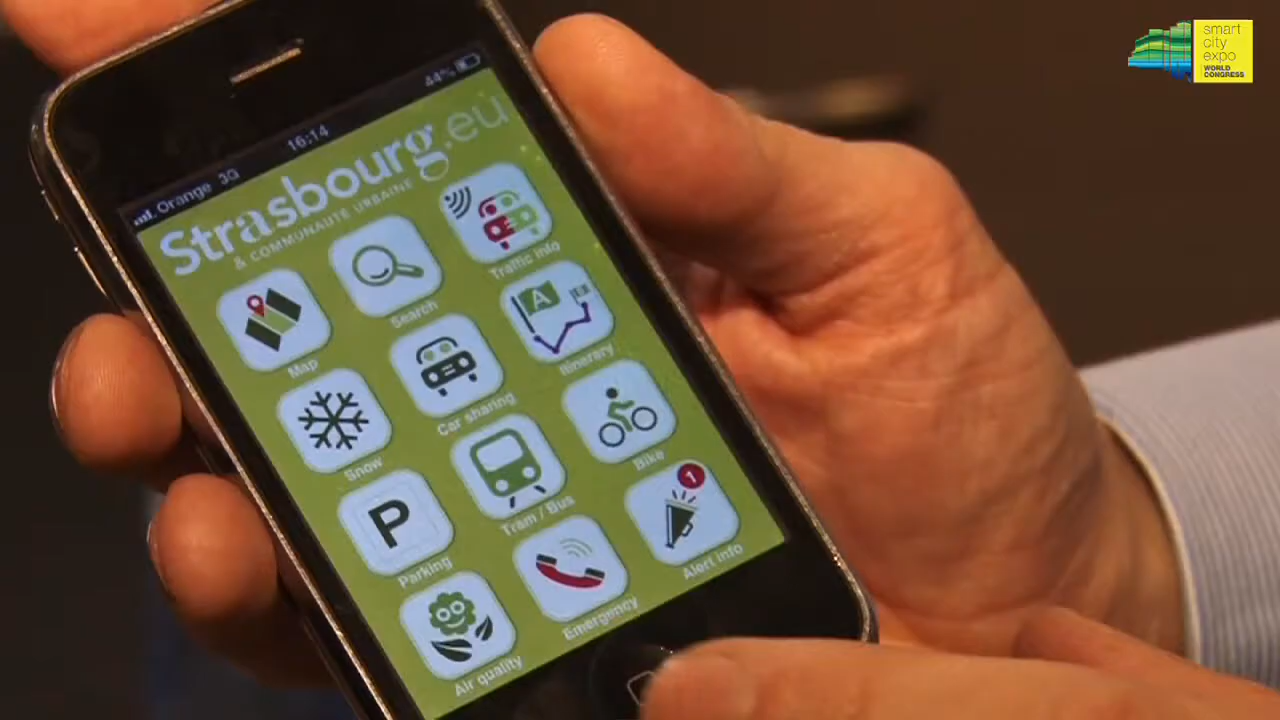 smart
city
expo
WORLD
CONGRESS
Orange 3G 16:14 44%
Strasbourg.eu
& COMMUNAUTÉ URBAINE
Map
Search
Traffic info
Snow
Car sharing
A
B
Itinerary
P
Parking
Tram / Bus
Bike
Air quality
Emergency
1
Alert info